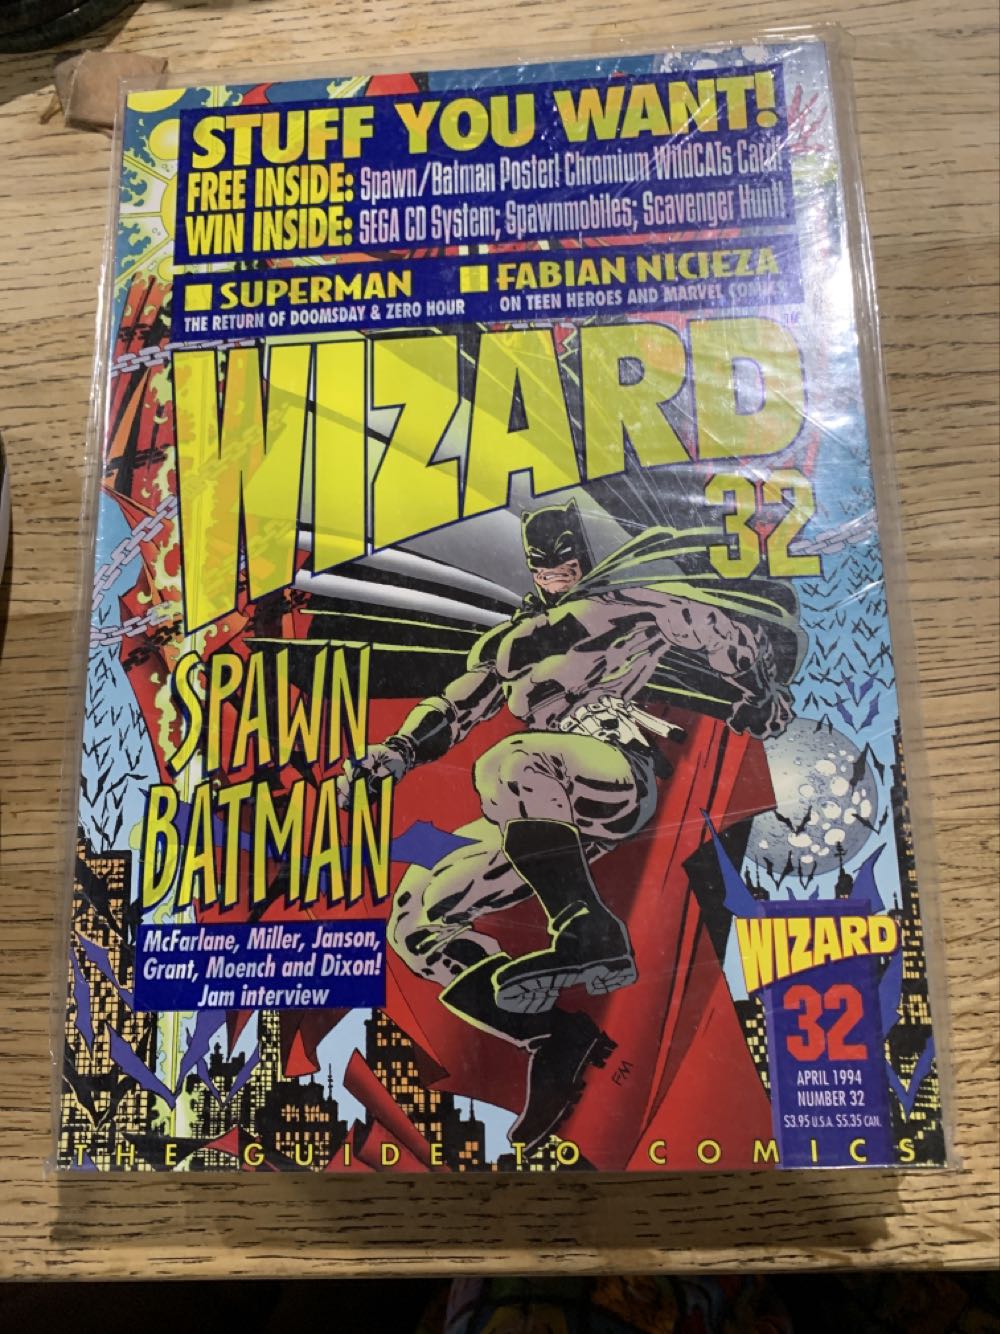 STUFF YOU WANT!
FREE INSIDE: Spawn/Batman Poster! Chromium WildCATs Card!
WIN INSIDE: SEGA CD System; Spawnmobiles; Scavenger Hunt!
SUPERMAN
THE RETURN OF DOOMSDAY & ZERO HOUR
FABIAN NICIEZA
ON TEEN HEROES AND MARVEL COMICS
WIZARD TM
32
SPAWN
BATMAN
McFarlane, Miller, Janson,
Grant, Moench and Dixon!
Jam interview
FM
WIZARD
32
APRIL 1994
NUMBER 32
$3.95 U.S.A. $5.35 CAN.
THE GUIDE TO COMICS